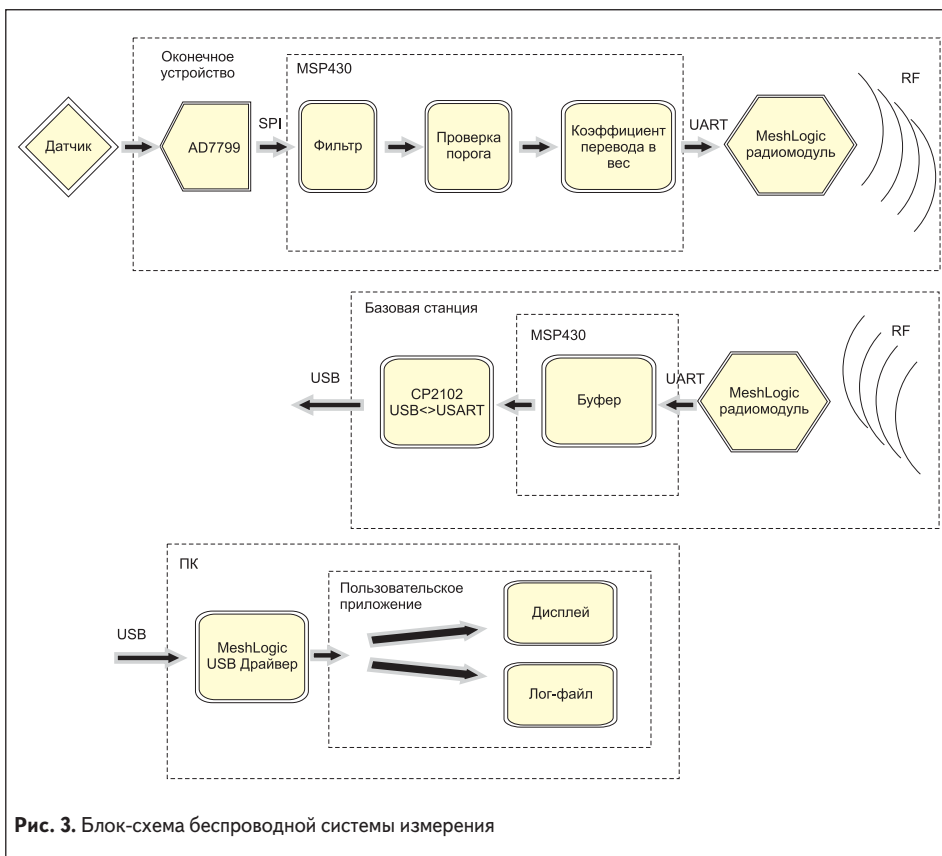 Оконечное
устройство
MSP430
RF
Датчик
AD7799
SPI
Фильтр
Проверка
порога
Коэффициент
перевода в
вес
UART
MeshLogic
радиомодуль
Базовая станция
MSP430
RF
USB
CP2102
USB<>USART
Буфер
UART
MeshLogic
радиомодуль
ПК
Пользовательское
приложение
USB
MeshLogic
USB Драйвер
Дисплей
Лог-файл
Рис. 3. Блок-схема беспроводной системы измерения